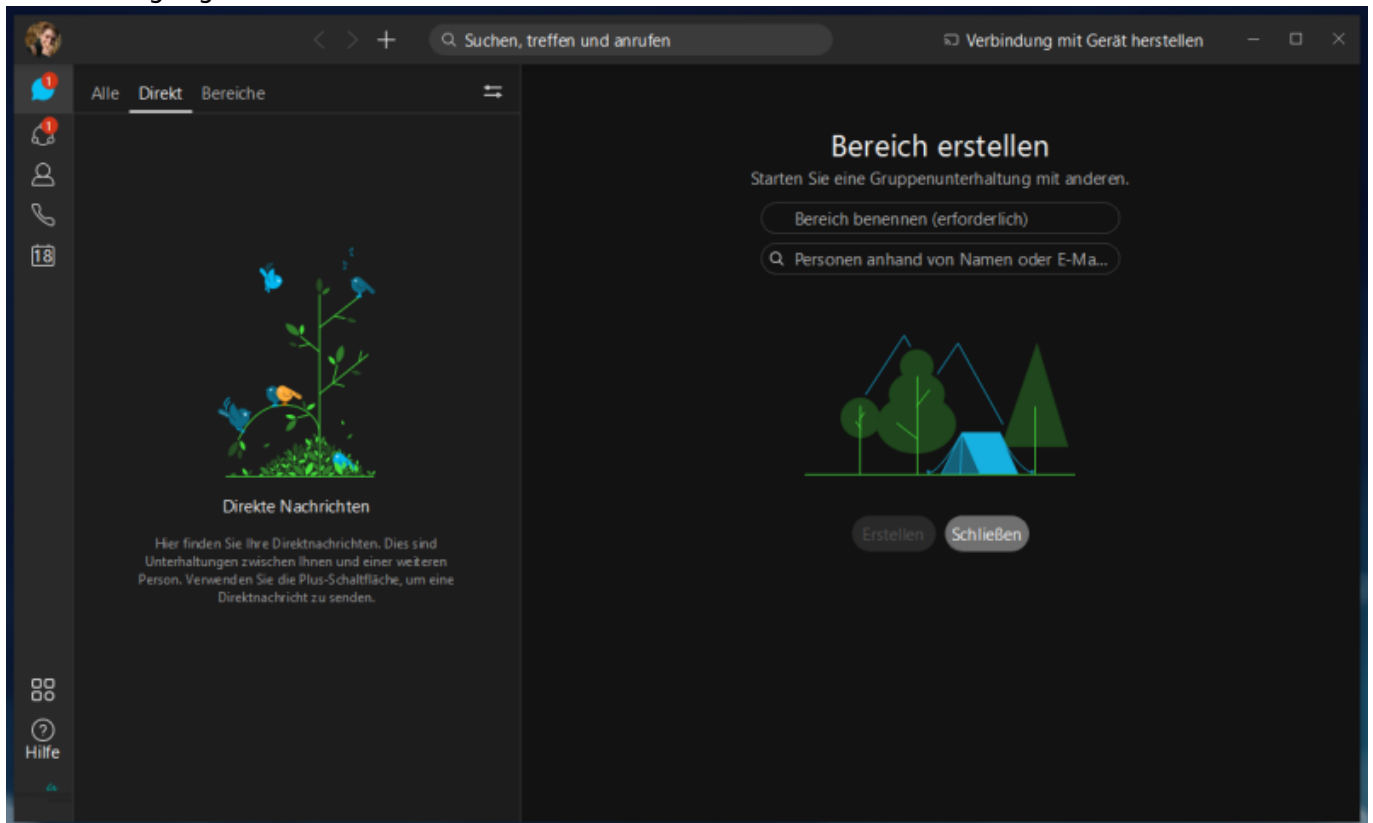 Suchen, treffen und anrufen
Verbindung mit Gerät herstellen
1
Alle Direkt Bereiche
1
18
Direkte Nachrichten
Hier finden Sie Ihre Direktnachrichten. Dies sind
Unterhaltungen zwischen Ihnen und einer weiteren
Person. Verwenden Sie die Plus-Schaltfläche, um eine
Direktnachricht zu senden.
Bereich erstellen
Starten Sie eine Gruppenunterhaltung mit anderen.
Bereich benennen (erforderlich)
Personen anhand von Namen oder E-Ma...
Erstellen Schließen
Hilfe